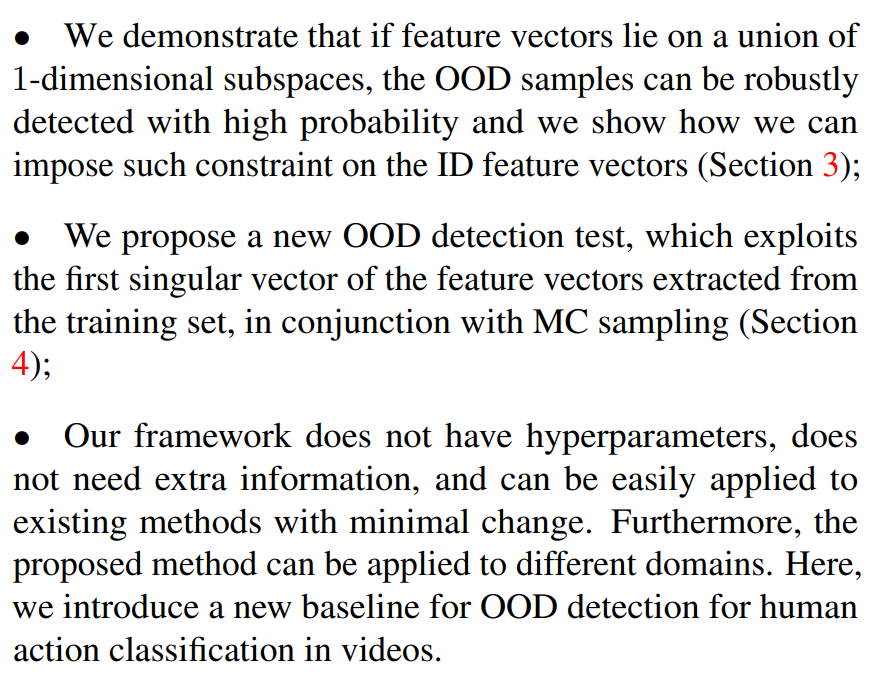 • We demonstrate that if feature vectors lie on a union of
1-dimensional subspaces, the OOD samples can be robustly
detected with high probability and we show how we can
impose such constraint on the ID feature vectors (Section 3);
• We propose a new OOD detection test, which exploits
the first singular vector of the feature vectors extracted from
the training set, in conjunction with MC sampling (Section
4);
• Our framework does not have hyperparameters, does
not need extra information, and can be easily applied to
existing methods with minimal change. Furthermore, the
proposed method can be applied to different domains. Here,
we introduce a new baseline for OOD detection for human
action classification in videos.